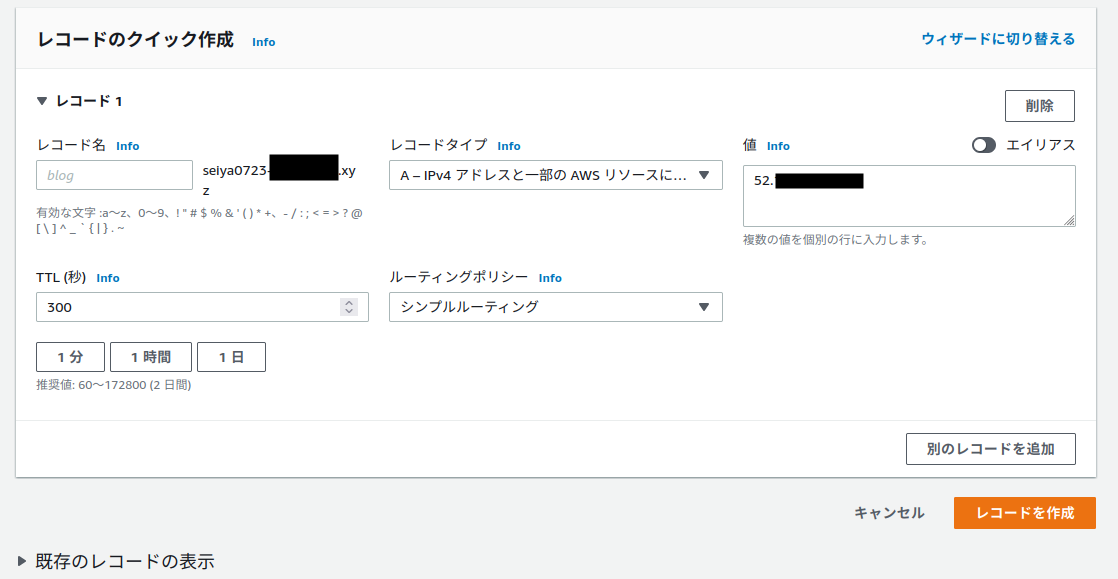 レコードのクイック作成 Info
ウィザードに切り替える
レコード 1
削除
レコード名 Info
blog
seiya0723- .xy
z
有効な文字 :a～z、0～9、! " # $ % & ' ( ) * +、- / : ; < = > ? @
[ \ ] ^ _ ` { | } . ~
レコードタイプ Info
A – IPv4 アドレスと一部の AWS リソースに...
値 Info
エイリアス
52.
複数の値を個別の行に入力します。
TTL (秒) Info
300
1 分
1 時間
1 日
推奨値: 60～172800 (2 日間)
ルーティングポリシー Info
シンプルルーティング
別のレコードを追加
キャンセル
レコードを作成
既存のレコードの表示